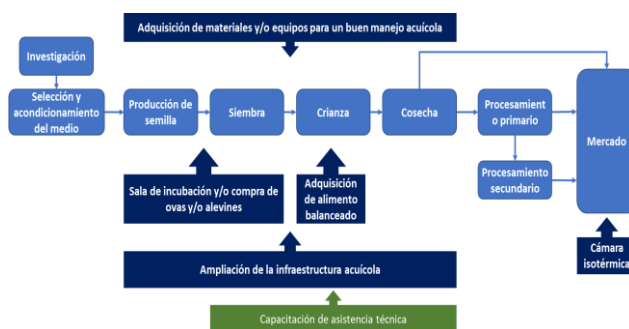 Adquisición de materiales y/o equipos para un buen manejo acuícola
Investigación
Selección y
acondicionamiento
del medio
Producción de
semilla
Siembra
Crianza
Cosecha
Procesamient
o primario
Mercado
Procesamiento
secundario
Sala de incubación y/o compra de
ovas y/o alevines
Adquisición
de alimento
balanceado
Cámara
isotérmica
Ampliación de la infraestructura acuícola
Capacitación de asistencia técnica